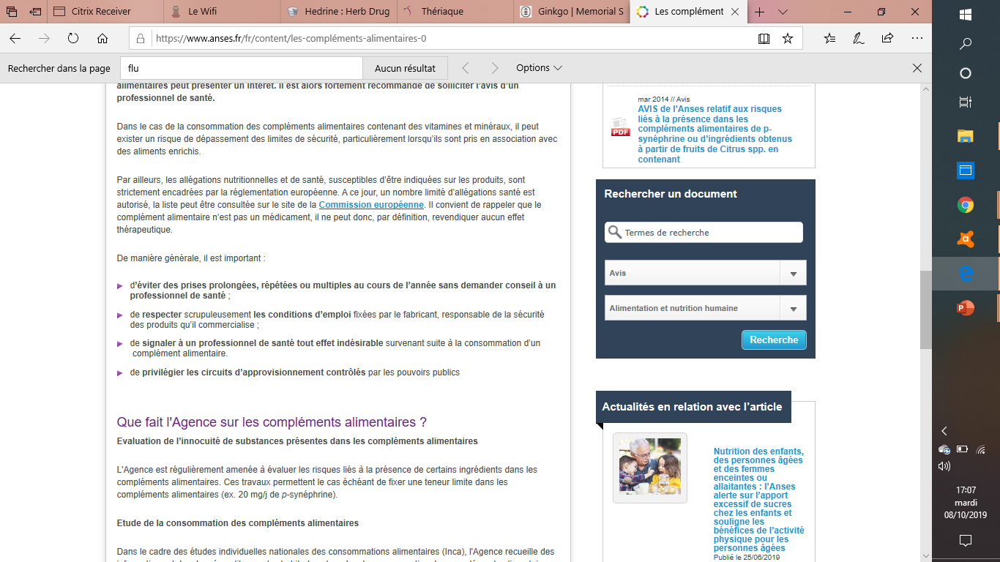 Citrix Receiver
Le Wifi
Hedrine : Herb Drug
Thériaque
Ginkgo | Memorial S
Les complément
https://www.anses.fr/fr/content/les-compléments-alimentaires-0
Rechercher dans la page
flu
Aucun résultat
Options
alimentaires peut présenter un intérêt. Il est alors fortement recommandé de solliciter l'avis d'un
professionnel de santé.
Dans le cas de la consommation des compléments alimentaires contenant des vitamines et minéraux, il peut
exister un risque de dépassement des limites de sécurité, particulièrement lorsqu'ils sont pris en association avec
des aliments enrichis.
Par ailleurs, les allégations nutritionnelles et de santé, susceptibles d'être indiquées sur les produits, sont
strictement encadrées par la réglementation européenne. A ce jour, un nombre limité d'allégations santé est
autorisé, la liste peut être consultée sur le site de la Commission européenne. Il convient de rappeler que le
complément alimentaire n'est pas un médicament, il ne peut donc, par définition, revendiquer aucun effet
thérapeutique.
De manière générale, il est important :
d'éviter des prises prolongées, répétées ou multiples au cours de l'année sans demander conseil à un
professionnel de santé ;
de respecter scrupuleusement les conditions d'emploi fixées par le fabricant, responsable de la sécurité
des produits qu'il commercialise ;
de signaler à un professionnel de santé tout effet indésirable survenant suite à la consommation d'un
complément alimentaire.
de privilégier les circuits d'approvisionnement contrôlés par les pouvoirs publics
Que fait l'Agence sur les compléments alimentaires ?
Evaluation de l'innocuité de substances présentes dans les compléments alimentaires
L'Agence est régulièrement amenée à évaluer les risques liés à la présence de certains ingrédients dans les
compléments alimentaires. Ces travaux permettent le cas échéant de fixer une teneur limite dans les
compléments alimentaires (ex. 20 mg/j de p-synéphrine).
Etude de la consommation des compléments alimentaires
Dans le cadre des études individuelles nationales des consommations alimentaires (Inca), l'Agence recueille des
mar 2014 // Avis
AVIS de l'Anses relatif aux risques
liés à la présence dans les
compléments alimentaires de p-
synéphrine ou d'ingrédients obtenus
à partir de fruits de Citrus spp. en
contenant
PDF
Rechercher un document
Termes de recherche
Avis
Alimentation et nutrition humaine
Recherche
Actualités en relation avec l'article
Nutrition des enfants,
des personnes âgées
et des femmes
enceintes ou
allaitantes : l'Anses
alerte sur l'apport
excessif de sucres
chez les enfants et
souligne les
bénéfices de l'activité
physique pour les
personnes âgées
Publié le 25/06/2019
17:07
mardi
08/10/2019